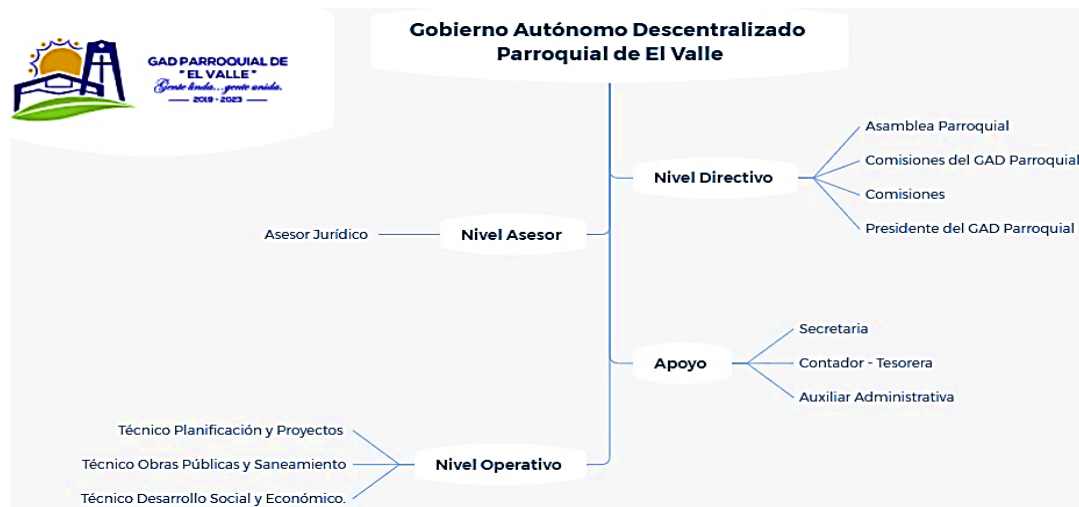 Gobierno Autónomo Descentralizado
Parroquial de El Valle
GAD PARROQUIAL DE
"EL VALLE"
Gente linda...gente unida.
2019 - 2023
Nivel Directivo
Asamblea Parroquial
Comisiones del GAD Parroquial
Comisiones
Presidente del GAD Parroquial
Asesor Jurídico
Nivel Asesor
Apoyo
Secretaria
Contador - Tesorera
Auxiliar Administrativa
Técnico Planificación y Proyectos
Técnico Obras Públicas y Saneamiento
Técnico Desarrollo Social y Económico.
Nivel Operativo